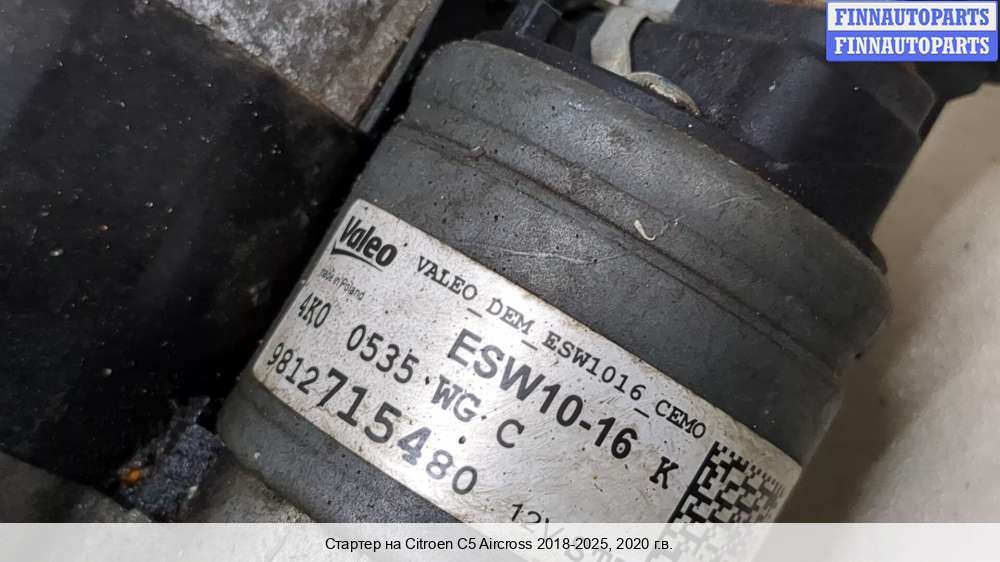 FINNAUTOPARTS
FINNAUTOPARTS
Valeo
made in Poland
VALEO_DEM_ESW1016_CEMO
ESW10-16 K
4K0 0535 WG C
9812715480
12V
Стартер на Citroen C5 Aircross 2018-2025, 2020 г.в.